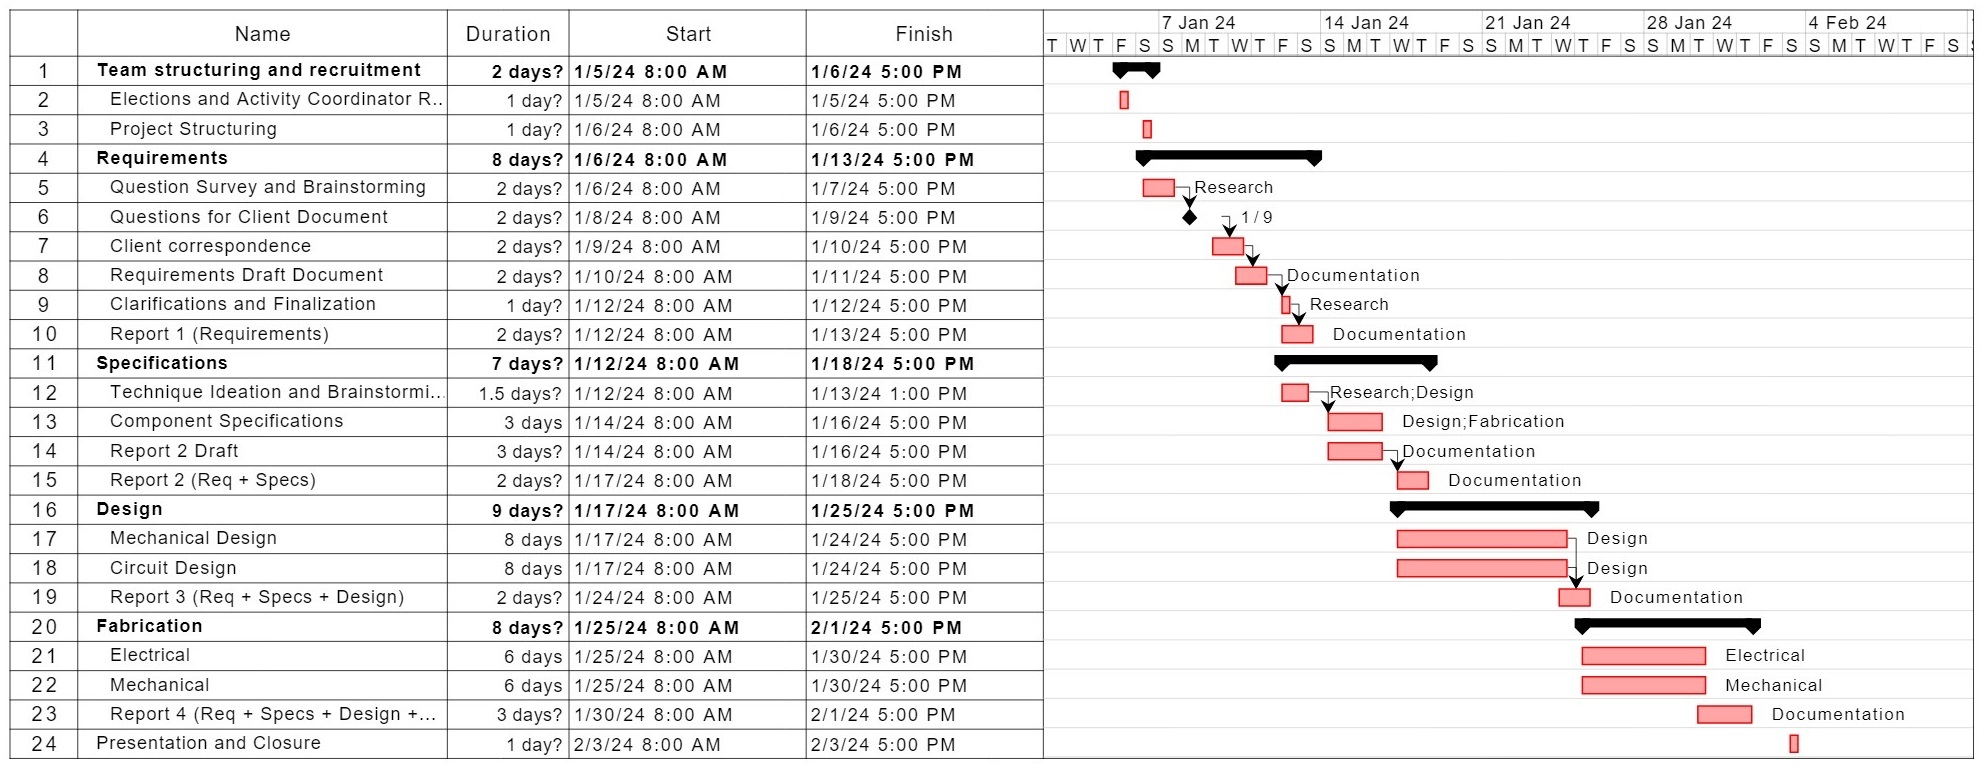 7 Jan 24 14 Jan 24 21 Jan 24 28 Jan 24 4 Feb 24
Name Duration Start Finish
T W T F S S M T W T F S S M T W T F S S M T W T F S S M T W T F S S M T W T F S
1 Team structuring and recruitment 2 days? 1/5/24 8:00 AM 1/6/24 5:00 PM
2 Elections and Activity Coordinator R.. 1 day? 1/5/24 8:00 AM 1/5/24 5:00 PM
3 Project Structuring 1 day? 1/6/24 8:00 AM 1/6/24 5:00 PM
4 Requirements 8 days? 1/6/24 8:00 AM 1/13/24 5:00 PM
5 Question Survey and Brainstorming 2 days? 1/6/24 8:00 AM 1/7/24 5:00 PM Research
6 Questions for Client Document 2 days? 1/8/24 8:00 AM 1/9/24 5:00 PM 1/9
7 Client correspondence 2 days? 1/9/24 8:00 AM 1/10/24 5:00 PM
8 Requirements Draft Document 2 days? 1/10/24 8:00 AM 1/11/24 5:00 PM Documentation
9 Clarifications and Finalization 1 day? 1/12/24 8:00 AM 1/12/24 5:00 PM Research
10 Report 1 (Requirements) 2 days? 1/12/24 8:00 AM 1/13/24 5:00 PM Documentation
11 Specifications 7 days? 1/12/24 8:00 AM 1/18/24 5:00 PM
12 Technique Ideation and Brainstormi... 1.5 days? 1/12/24 8:00 AM 1/13/24 1:00 PM Research;Design
13 Component Specifications 3 days 1/14/24 8:00 AM 1/16/24 5:00 PM Design;Fabrication
14 Report 2 Draft 3 days? 1/14/24 8:00 AM 1/16/24 5:00 PM Documentation
15 Report 2 (Req + Specs) 2 days? 1/17/24 8:00 AM 1/18/24 5:00 PM Documentation
16 Design 9 days? 1/17/24 8:00 AM 1/25/24 5:00 PM
17 Mechanical Design 8 days 1/17/24 8:00 AM 1/24/24 5:00 PM Design
18 Circuit Design 8 days 1/17/24 8:00 AM 1/24/24 5:00 PM Design
19 Report 3 (Req + Specs + Design) 2 days? 1/24/24 8:00 AM 1/25/24 5:00 PM Documentation
20 Fabrication 8 days? 1/25/24 8:00 AM 2/1/24 5:00 PM
21 Electrical 6 days 1/25/24 8:00 AM 1/30/24 5:00 PM Electrical
22 Mechanical 6 days 1/25/24 8:00 AM 1/30/24 5:00 PM Mechanical
23 Report 4 (Req + Specs + Design +... 3 days? 1/30/24 8:00 AM 2/1/24 5:00 PM Documentation
24 Presentation and Closure 1 day? 2/3/24 8:00 AM 2/3/24 5:00 PM